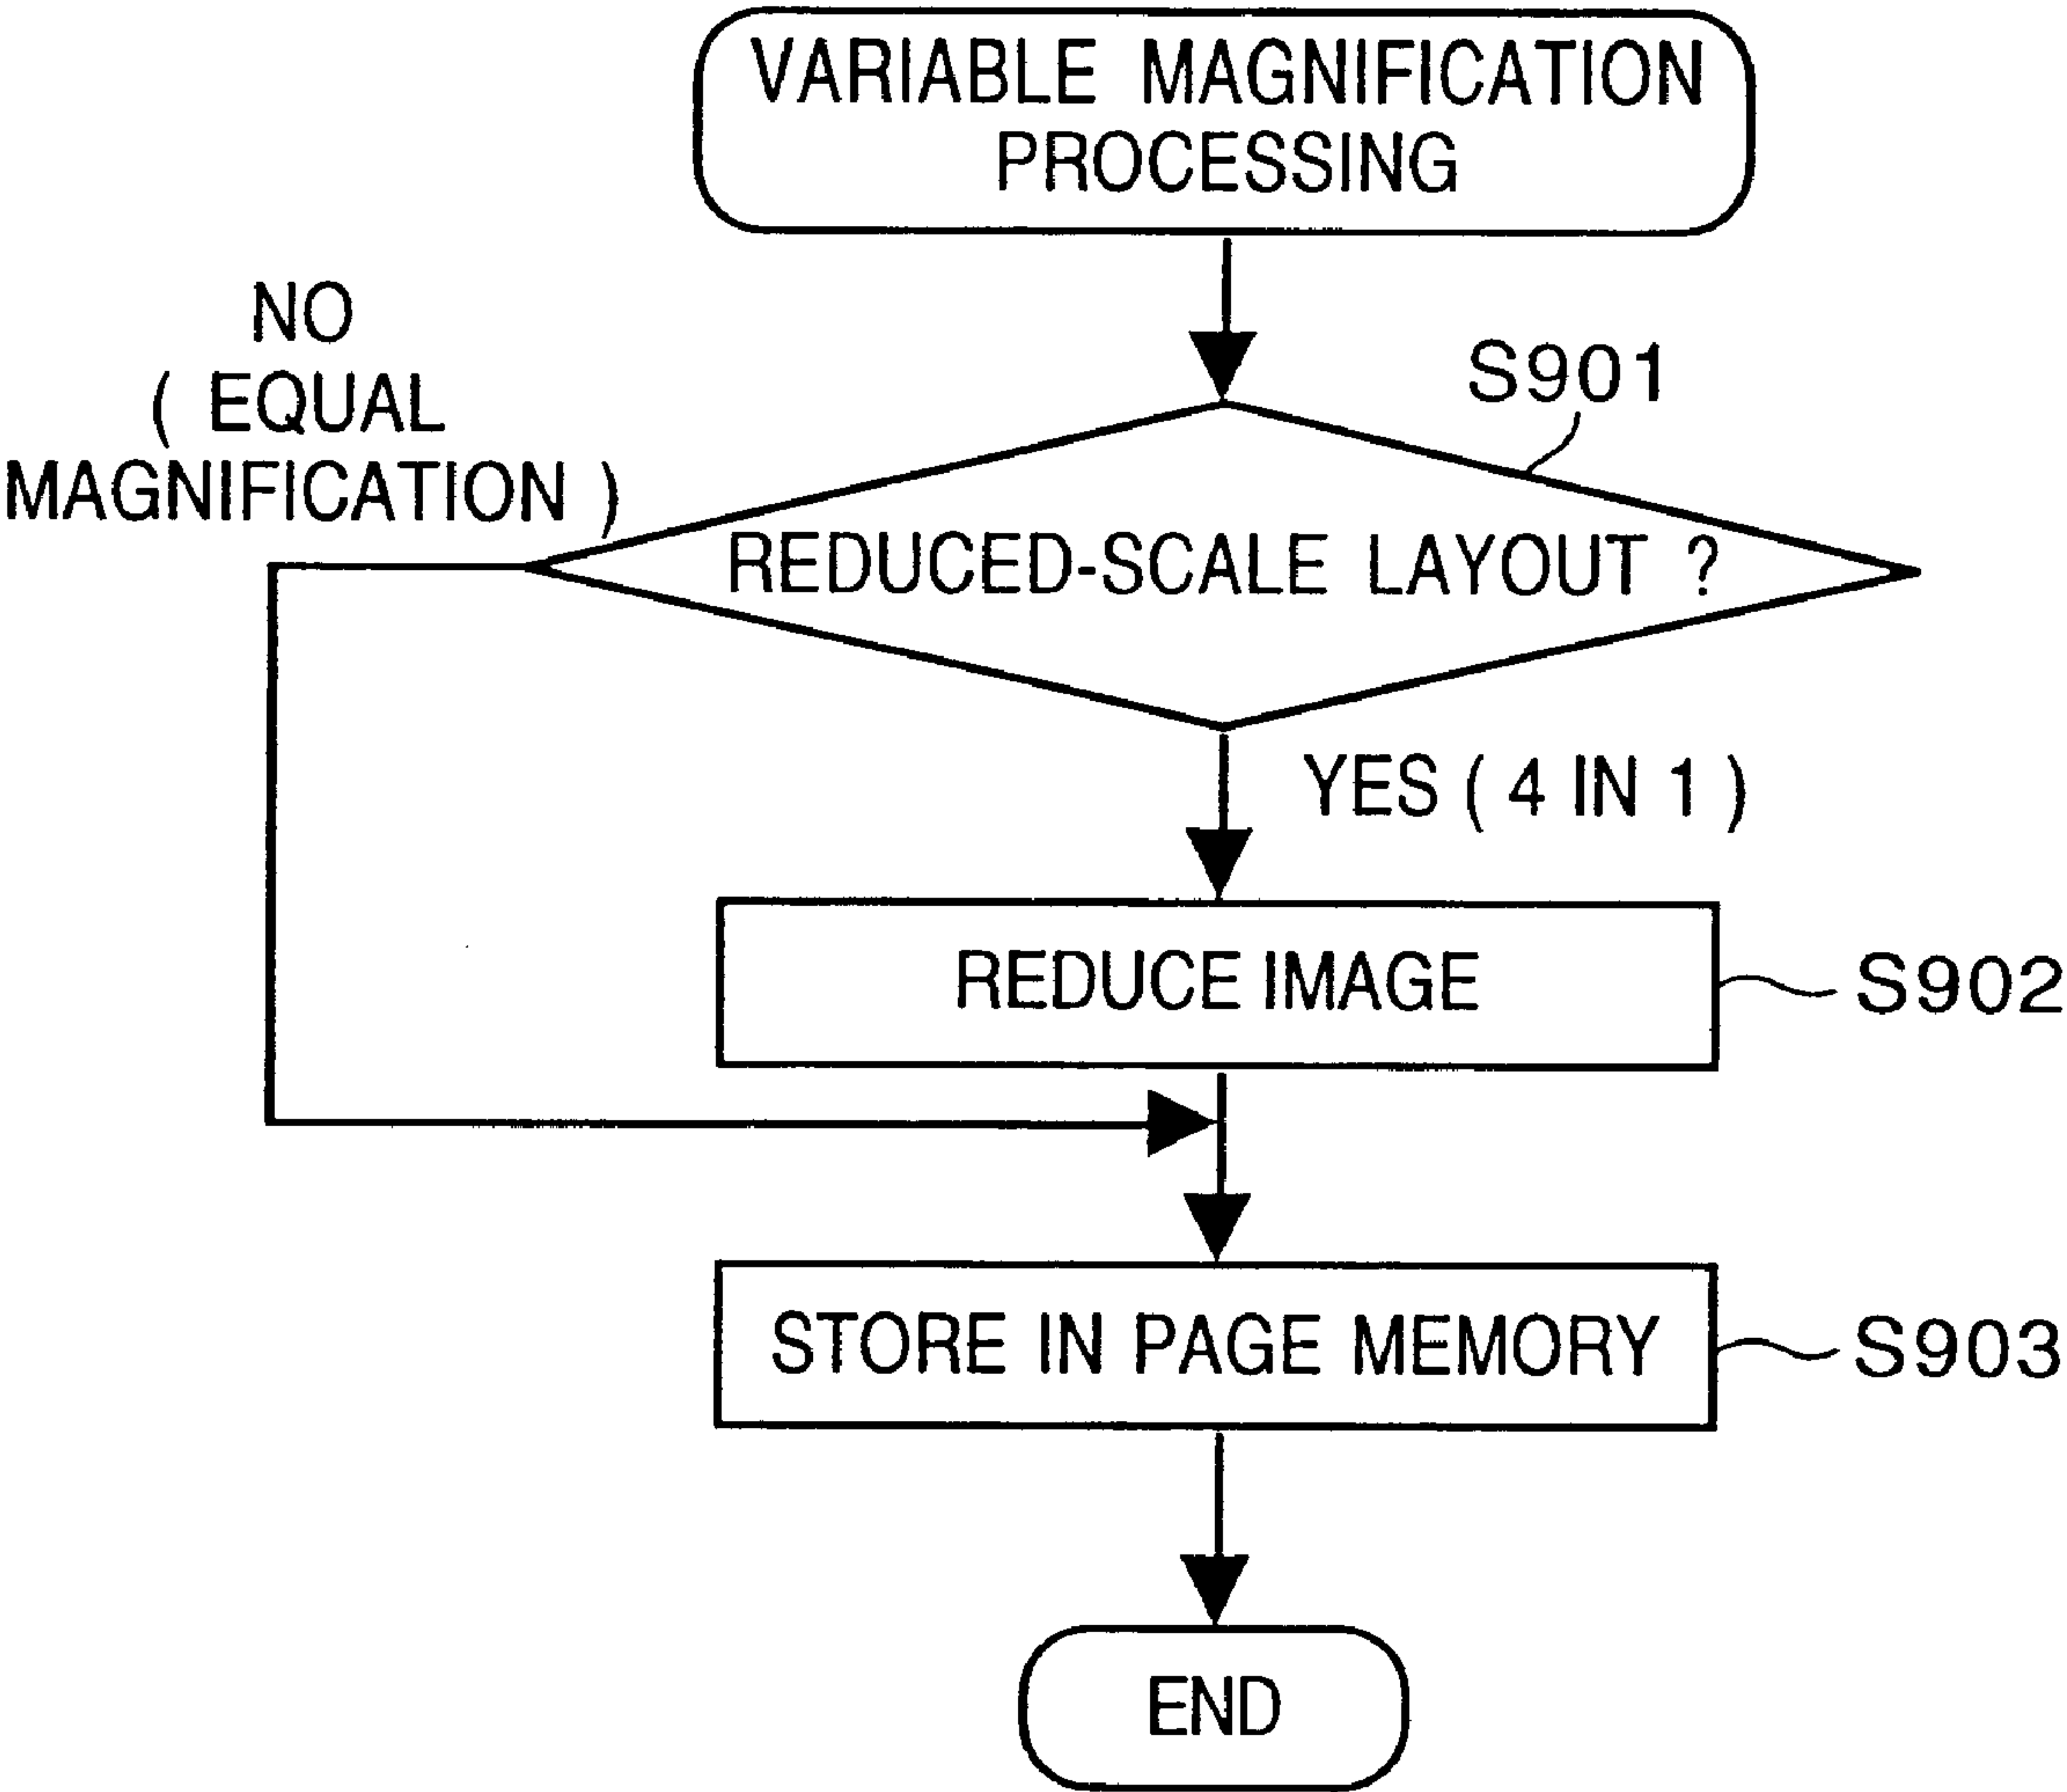 VARIABLE MAGNIFICATION
PROCESSING
NO
( EQUAL
MAGNIFICATION )
S901
REDUCED-SCALE LAYOUT ?
YES ( 4 IN 1 )
REDUCE IMAGE
S902
STORE IN PAGE MEMORY
S903
END